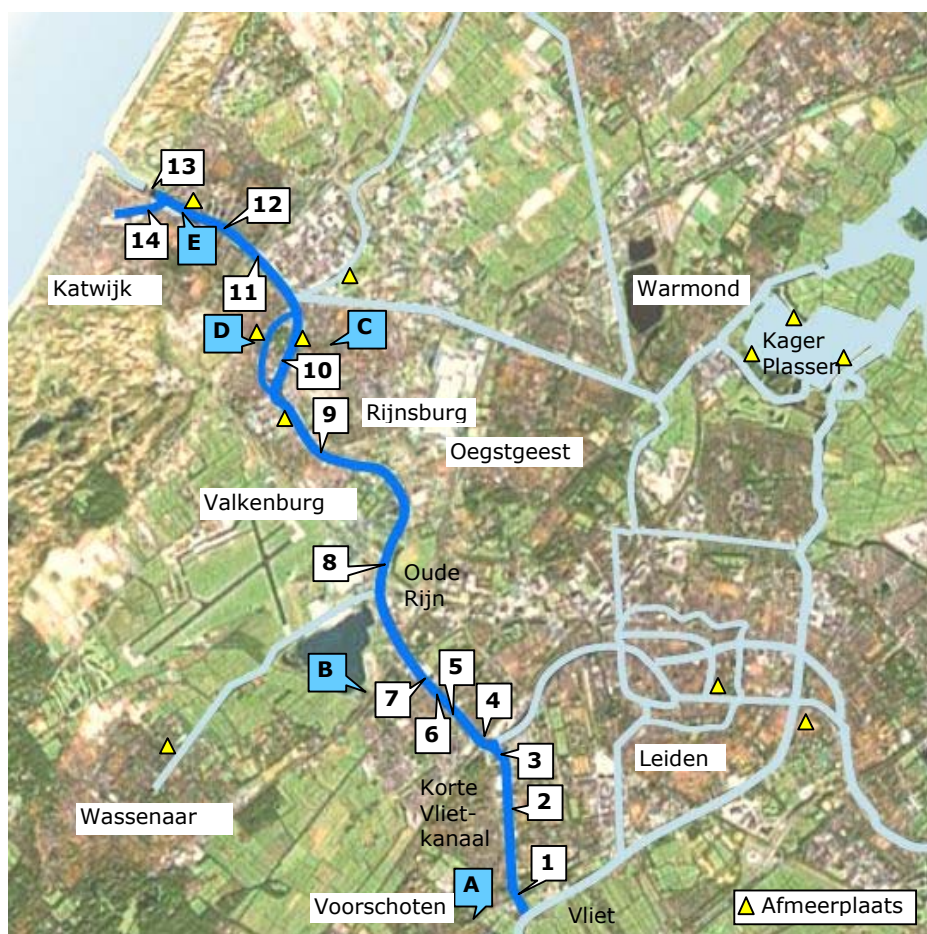 13
12
14
E
Katwijk
11
Warmond
D
C
Kager
Plassen
10
Rijnsburg
9
Oegstgeest
Valkenburg
8
Oude
Rijn
B
5
7
4
6
3
Leiden
Korte
Vliet-
kanaal
2
Wassenaar
1
A
Voorschoten
Vliet
Afmeerplaats